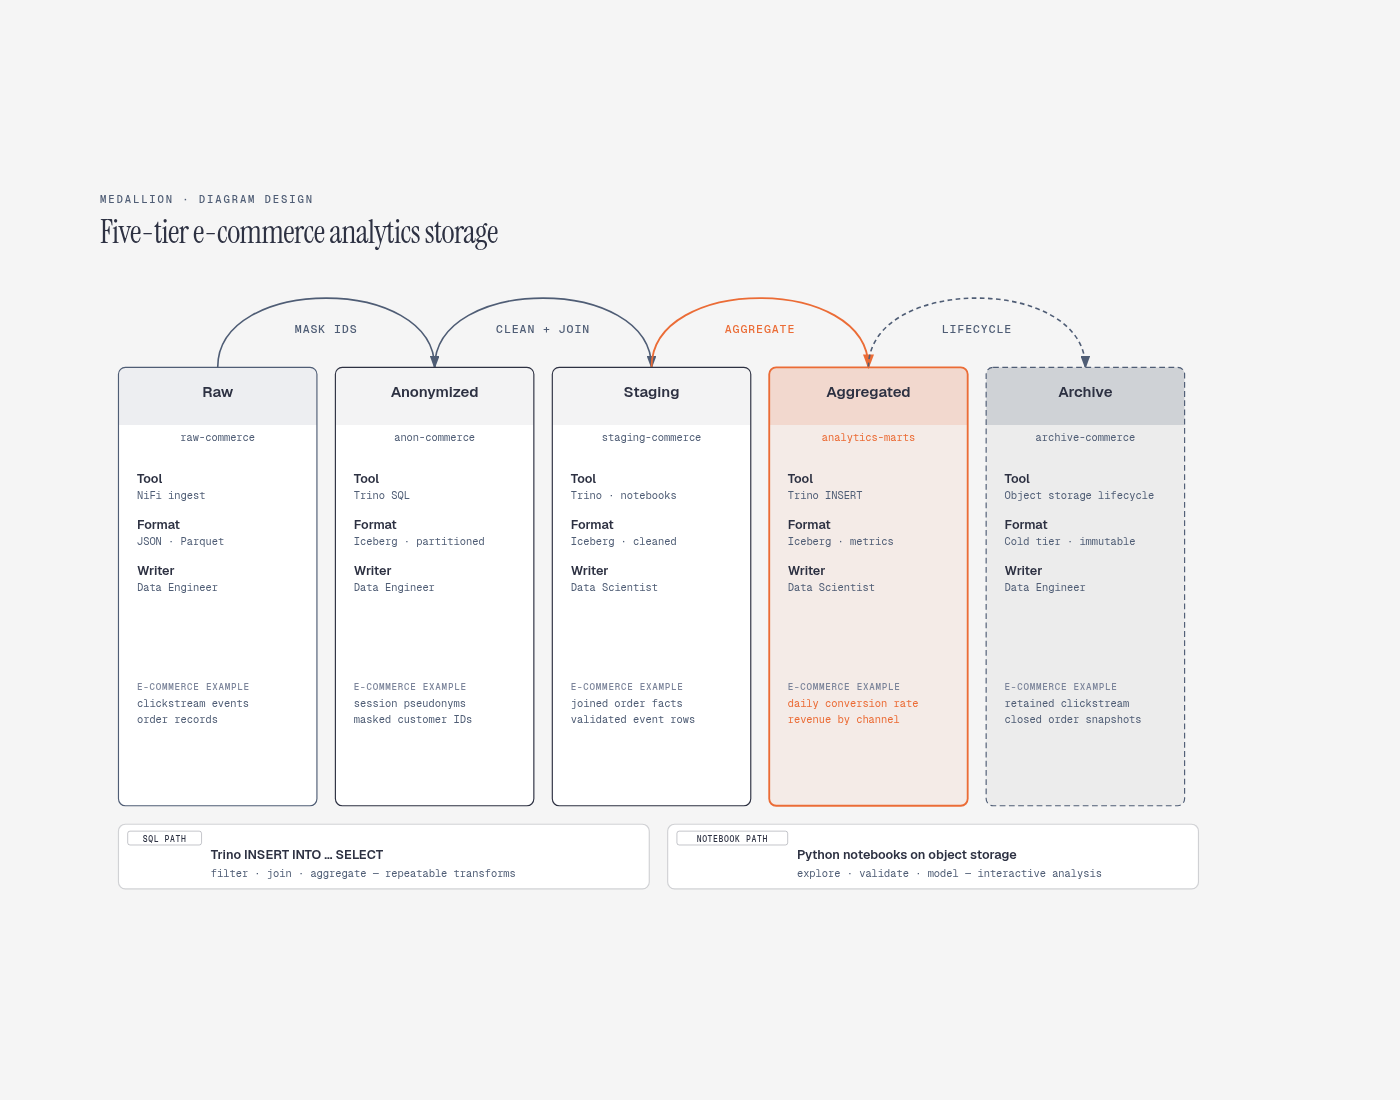 MEDALLION · DIAGRAM DESIGN
Five-tier e-commerce analytics storage
MASK IDS
CLEAN + JOIN
AGGREGATE
LIFECYCLE
Raw
raw-commerce
Tool
NiFi ingest
Format
JSON · Parquet
Writer
Data Engineer
E-COMMERCE EXAMPLE
clickstream events
order records
Anonymized
anon-commerce
Tool
Trino SQL
Format
Iceberg · partitioned
Writer
Data Engineer
E-COMMERCE EXAMPLE
session pseudonyms
masked customer IDs
Staging
staging-commerce
Tool
Trino · notebooks
Format
Iceberg · cleaned
Writer
Data Scientist
E-COMMERCE EXAMPLE
joined order facts
validated event rows
Aggregated
analytics-marts
Tool
Trino INSERT
Format
Iceberg · metrics
Writer
Data Scientist
E-COMMERCE EXAMPLE
daily conversion rate
revenue by channel
Archive
archive-commerce
Tool
Object storage lifecycle
Format
Cold tier · immutable
Writer
Data Engineer
E-COMMERCE EXAMPLE
retained clickstream
closed order snapshots
SQL PATH
Trino INSERT INTO … SELECT
filter · join · aggregate — repeatable transforms
NOTEBOOK PATH
Python notebooks on object storage
explore · validate · model — interactive analysis